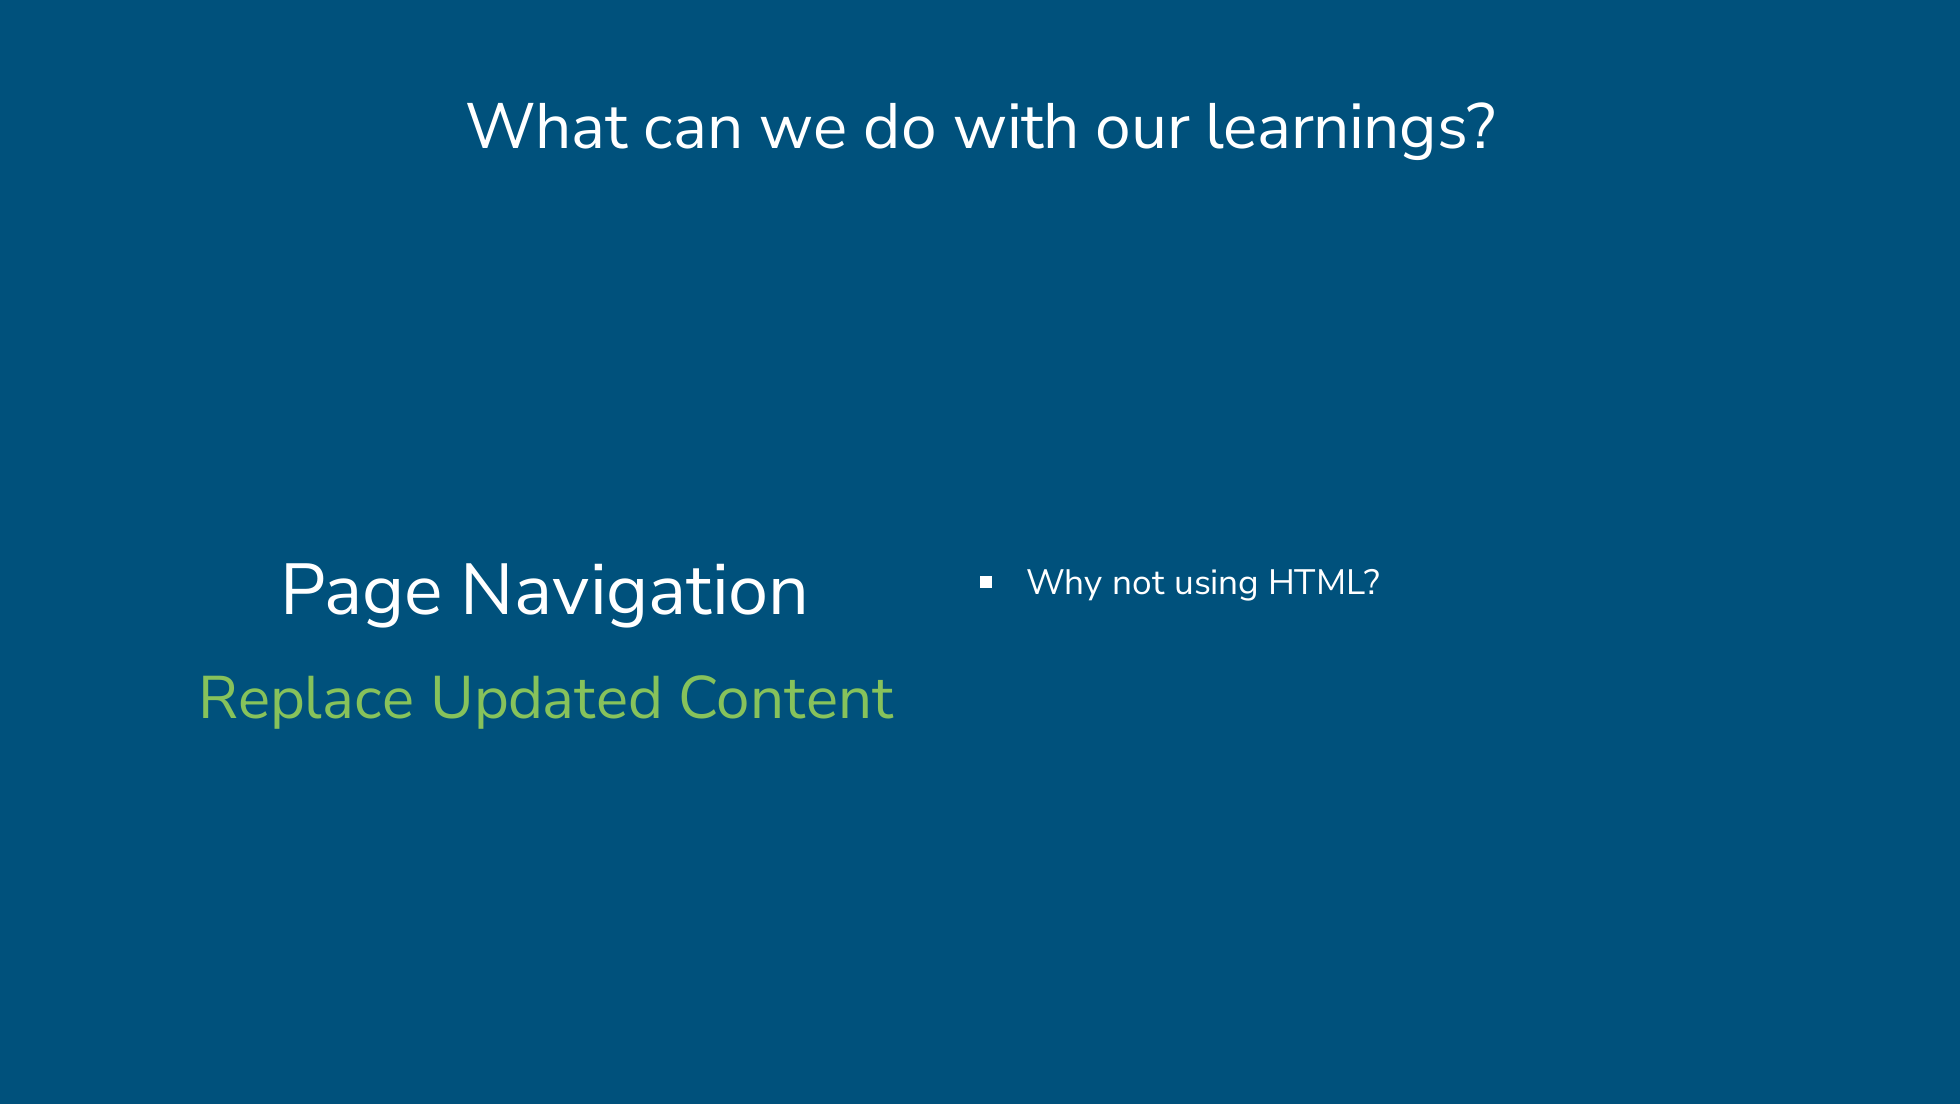 What can we do with our learnings?
Page Navigation
Replace Updated Content
Why not using HTML?